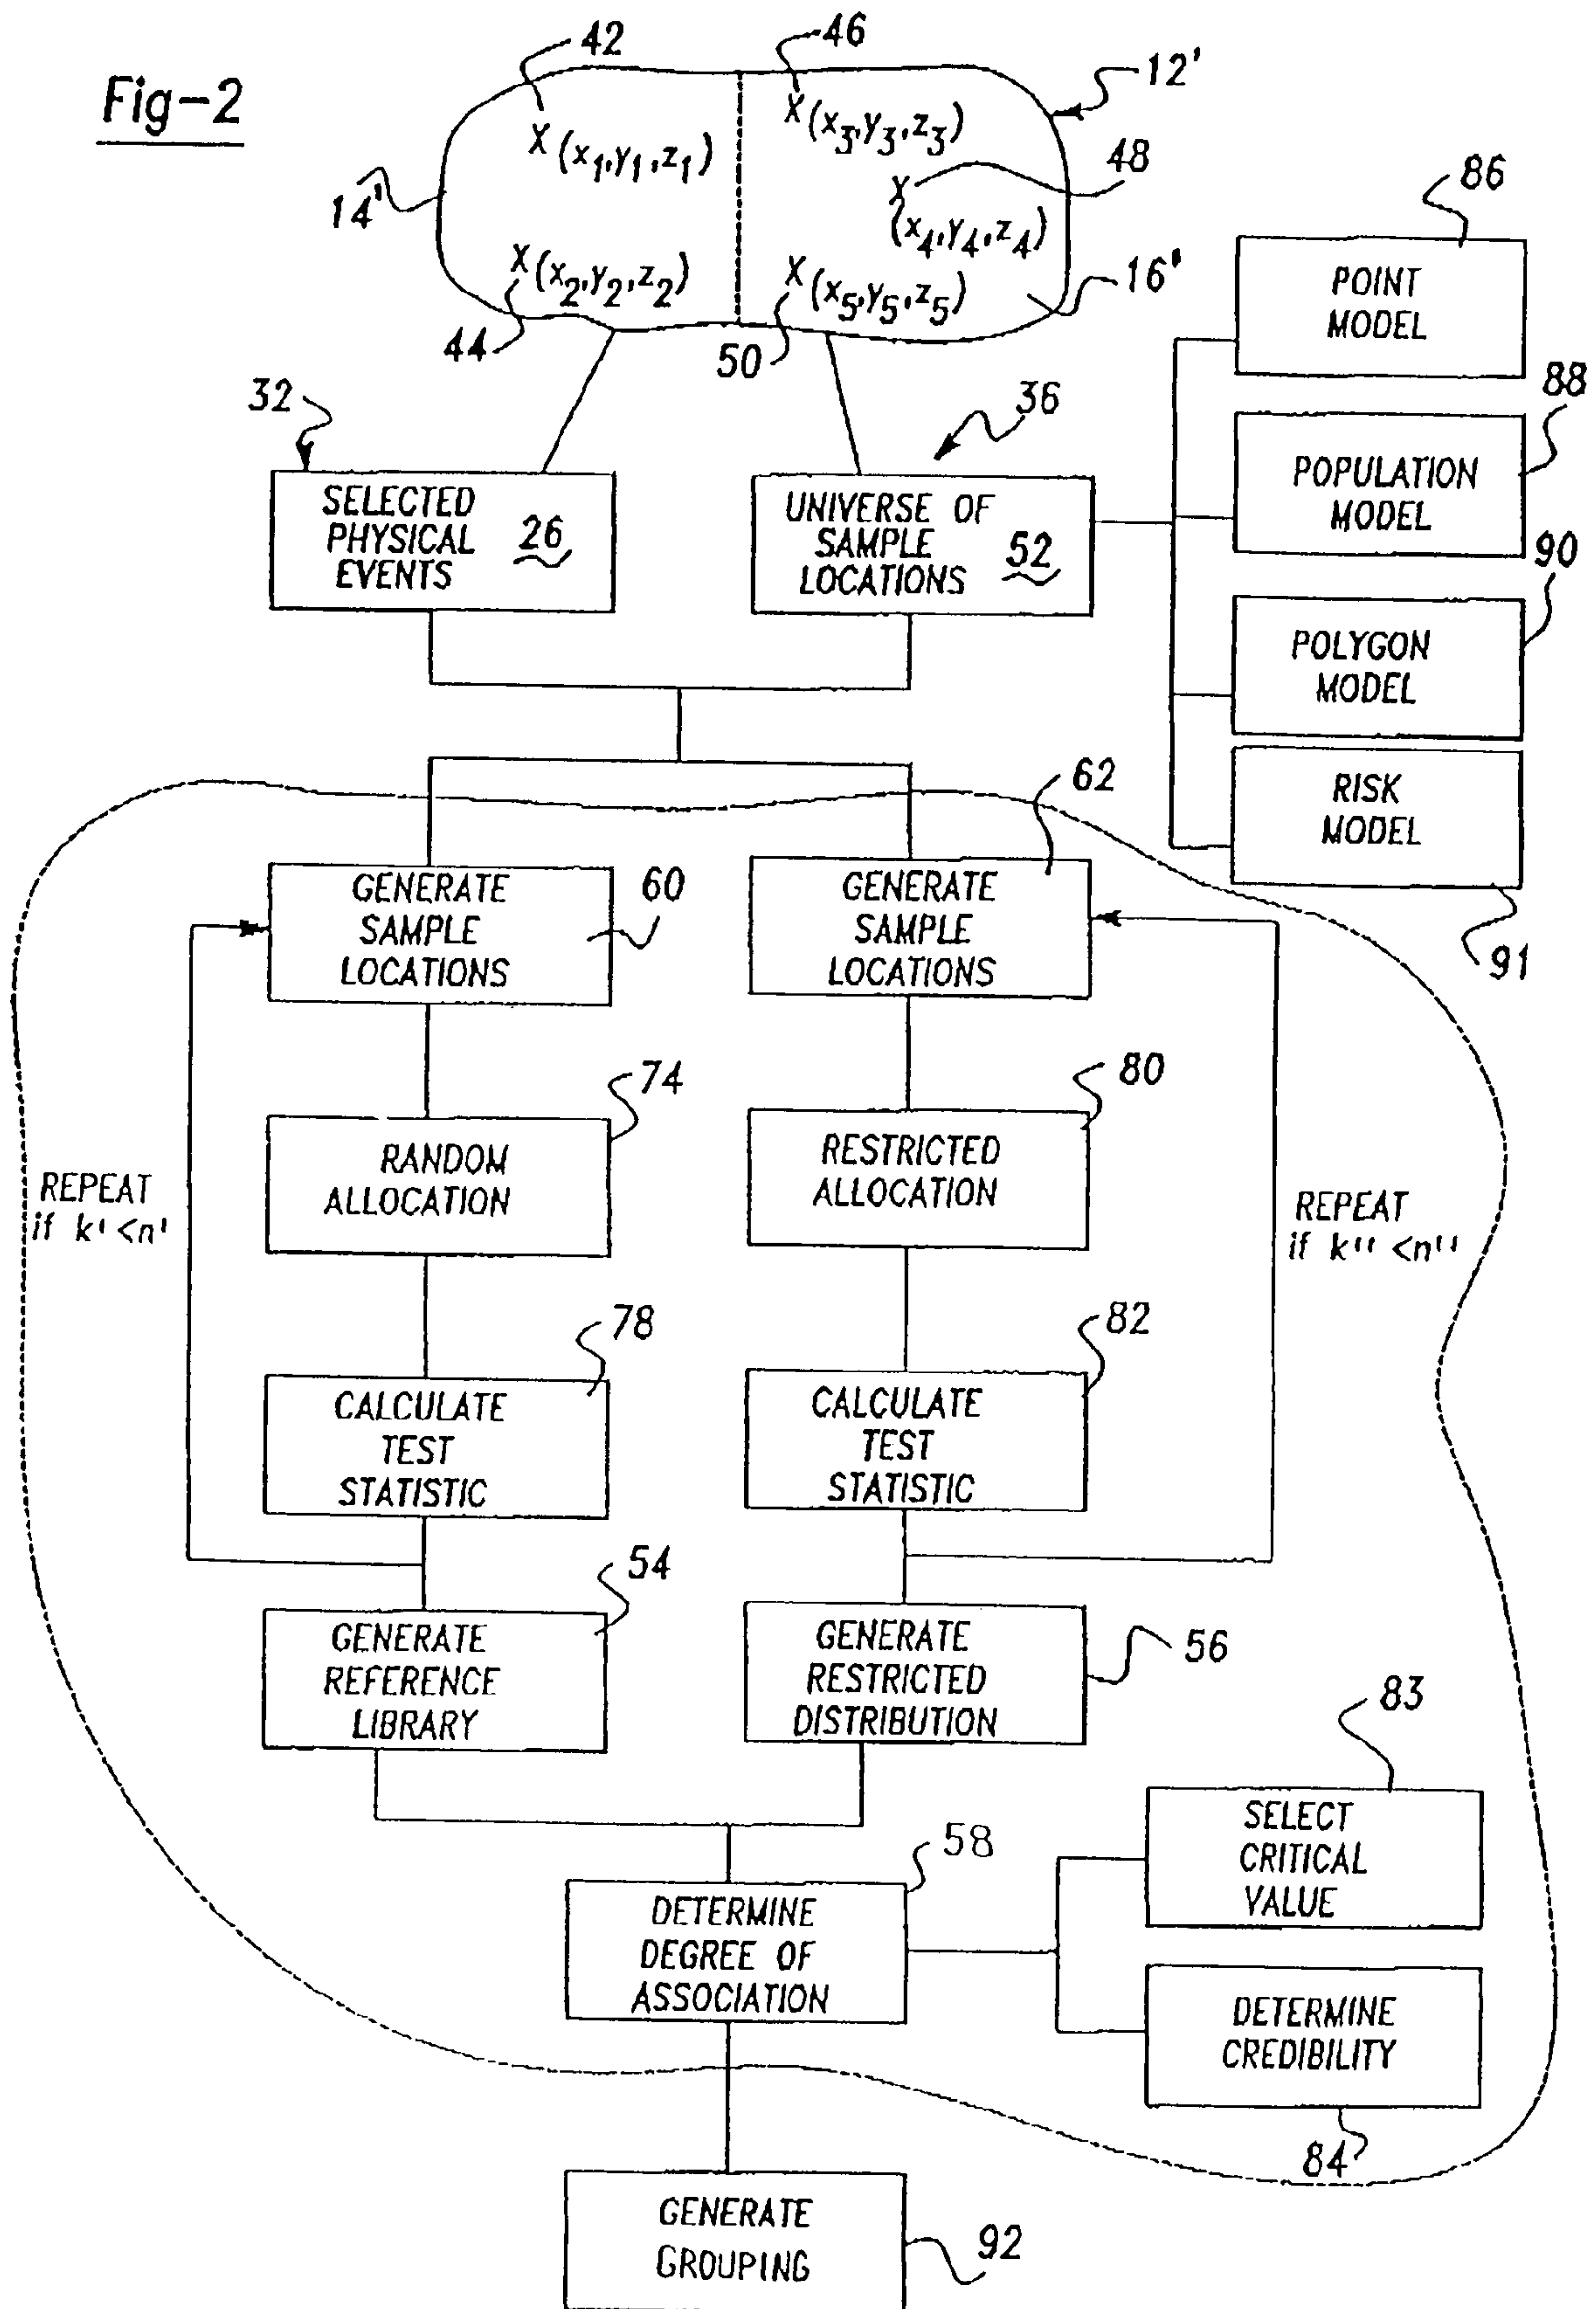 Fig-2
42
46
12'
X (x1,y1,z1)
X (x3,y3,z3)
48
14'
X
(x4,y4,z4)
X (x2,y2,z2)
X (x5,y5,z5)
16'
44
50
86
POINT
MODEL
32
36
88
SELECTED
PHYSICAL
EVENTS
26
UNIVERSE OF
SAMPLE
LOCATIONS
52
POPULATION
MODEL
90
POLYGON
MODEL
62
RISK
MODEL
91
GENERATE
SAMPLE
LOCATIONS
60
GENERATE
SAMPLE
LOCATIONS
74
80
RANDOM
ALLOCATION
RESTRICTED
ALLOCATION
REPEAT
if k' <n'
REPEAT
if k'' <n''
78
82
CALCULATE
TEST
STATISTIC
CALCULATE
TEST
STATISTIC
54
GENERATE
REFERENCE
LIBRARY
GENERATE
RESTRICTED
DISTRIBUTION
56
83
SELECT
CRITICAL
VALUE
58
DETERMINE
DEGREE OF
ASSOCIATION
DETERMINE
CREDIBILITY
84
GENERATE
GROUPING
92